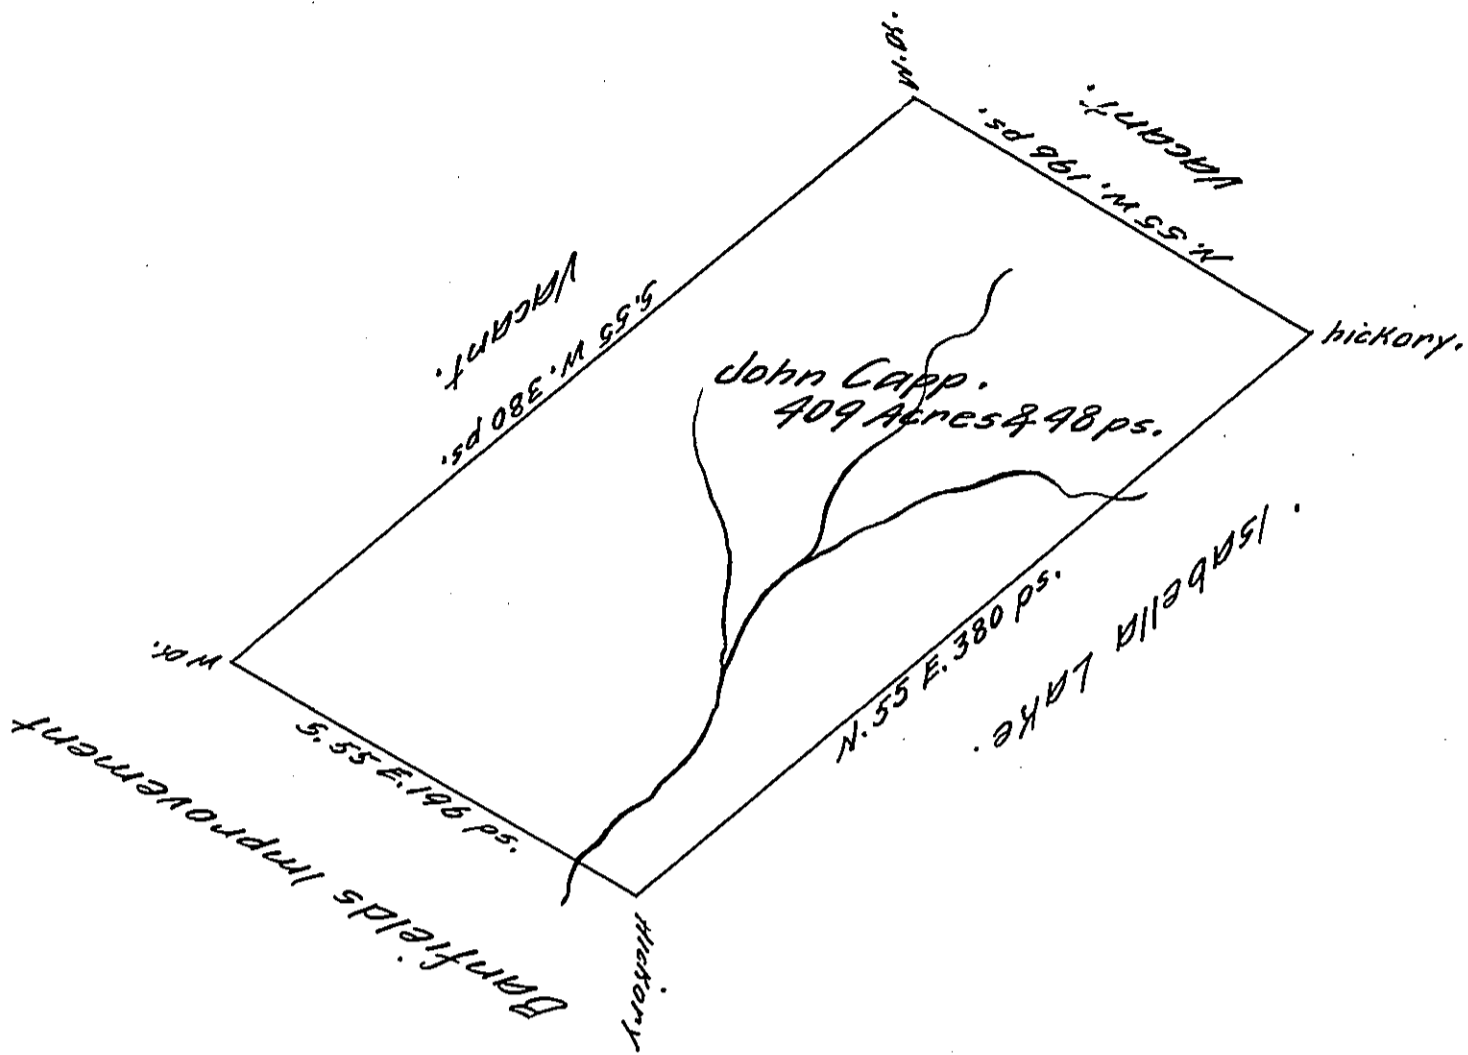 W.O.
Vacant.
N. 55 W. 196 ps.
hickory.
Vacant.
S. 55 W. 380 ps.
John Capp.
409 Acres & 48 ps.
Isabella Lake.
N. 55 E. 380 ps.
W O.
S. 55 E. 196 ps.
Banfields Improvement
Hickory